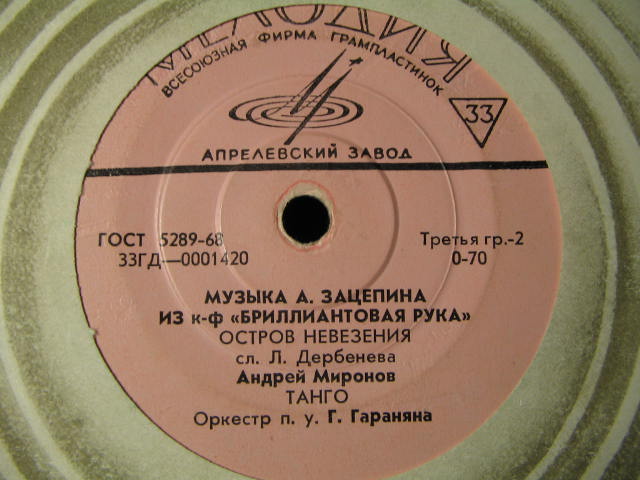 МЕЛОДИЯ
ВСЕСОЮЗНАЯ ФИРМА ГРАМПЛАСТИНОК
33
АПРЕЛЕВСКИЙ ЗАВОД
ГОСТ 5289-68
Третья гр.-2
33ГД—0001420
0-70
МУЗЫКА А. ЗАЦЕПИНА
ИЗ к-ф «БРИЛЛИАНТОВАЯ РУКА»
ОСТРОВ НЕВЕЗЕНИЯ
сл. Л. Дербенева
Андрей Миронов
ТАНГО
Оркестр п. у. Г. Гараняна